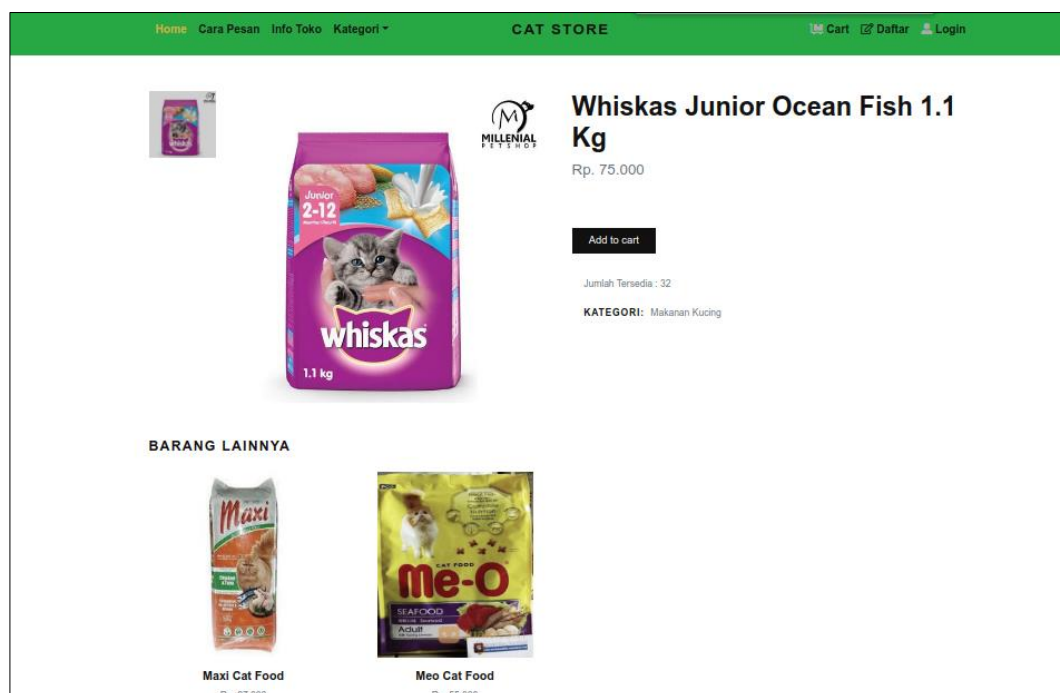 Home Cara Pesan Info Toko Kategori
CAT STORE
Cart Daftar Login
MILLENIAL
PETSHOP
Whiskas Junior Ocean Fish 1.1
Kg
Rp. 75.000
Junior
2-12
whiskas
1.1 kg
Add to cart
Jumlah Tersedia : 32
KATEGORI: Makanan Kucing
BARANG LAINNYA
Maxi
CAT FOOD
Me-O
SEAFOOD
Adult
Maxi Cat Food
Meo Cat Food